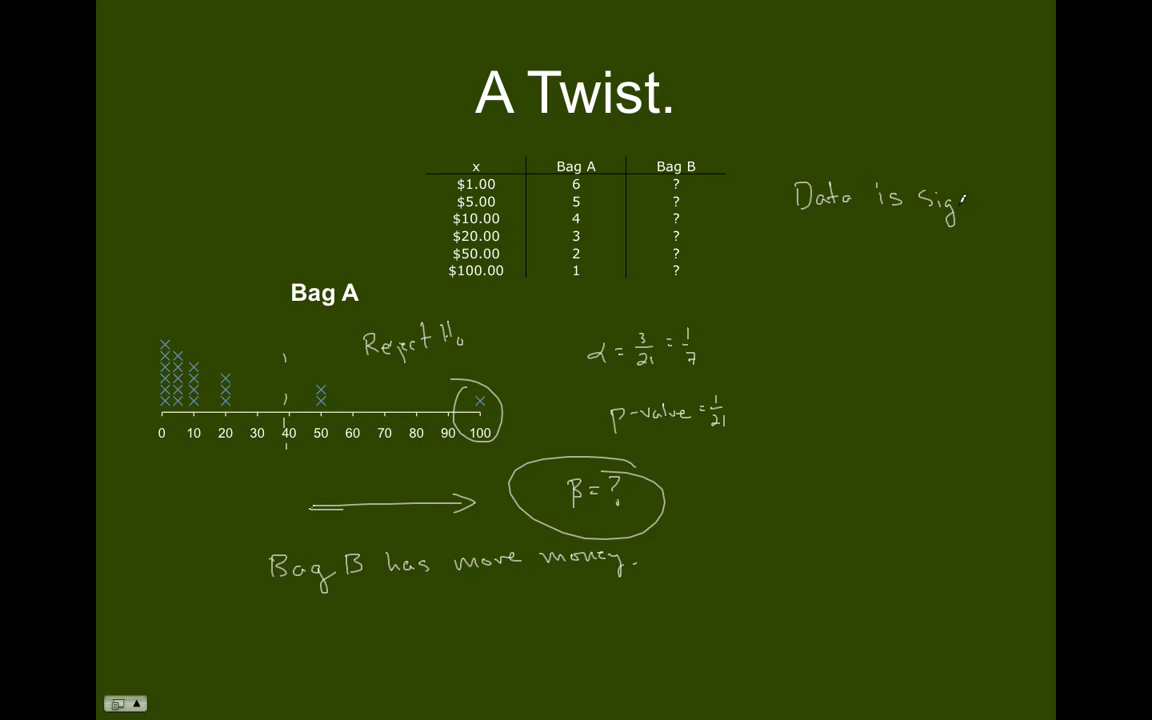 A Twist.
x Bag A Bag B
$1.00 6 ?
$5.00 5 ?
$10.00 4 ?
$20.00 3 ?
$50.00 2 ?
$100.00 1 ?
Data is sig
Bag A
Reject H₀
α = 3/21 = 1/7
p-value = 1/21
0 10 20 30 40 50 60 70 80 90 100
β = ?
Bag B has more money.